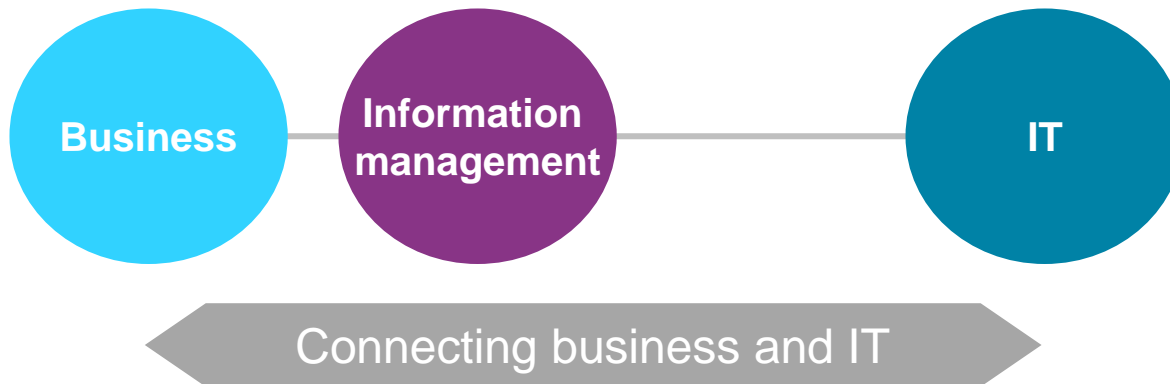 Business
Information
management
IT
Connecting business and IT